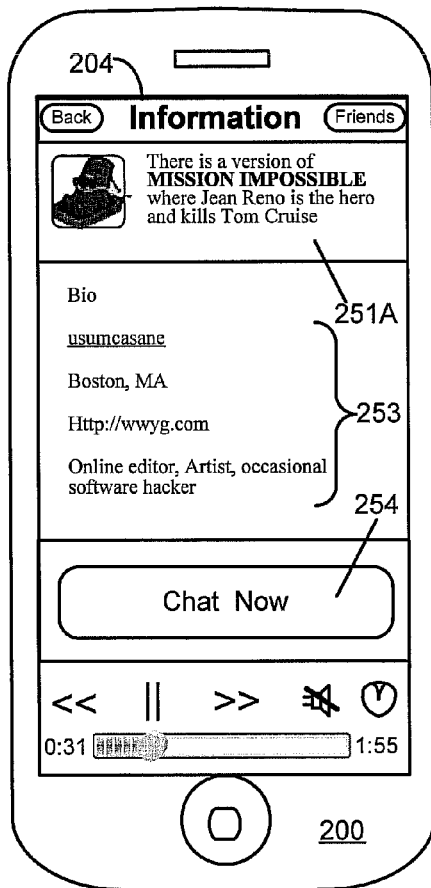 204
Back Information Friends
There is a version of
MISSION IMPOSSIBLE
where Jean Reno is the hero
and kills Tom Cruise
251A
Bio
usumcasane
Boston, MA
Http://wwyg.com
253
Online editor, Artist, occasional
software hacker
254
Chat Now
<< || >>
0:31 1:55
200